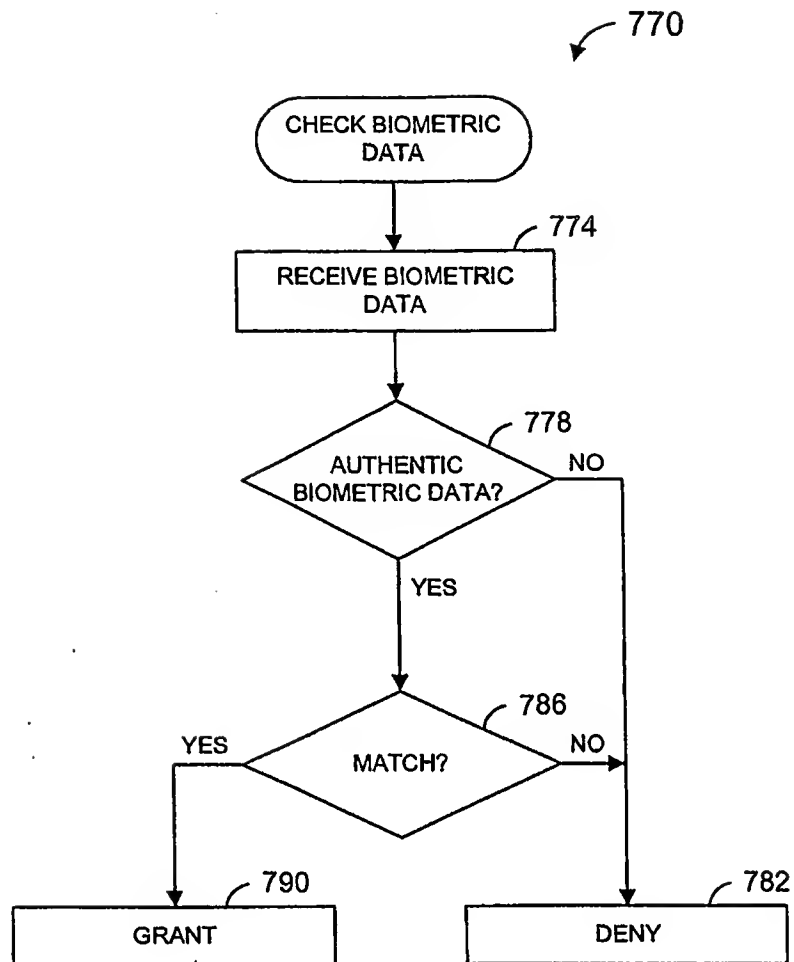 770
CHECK BIOMETRIC
DATA
774
RECEIVE BIOMETRIC
DATA
778
AUTHENTIC
BIOMETRIC DATA?
NO
YES
786
YES
MATCH?
NO
790
GRANT
782
DENY